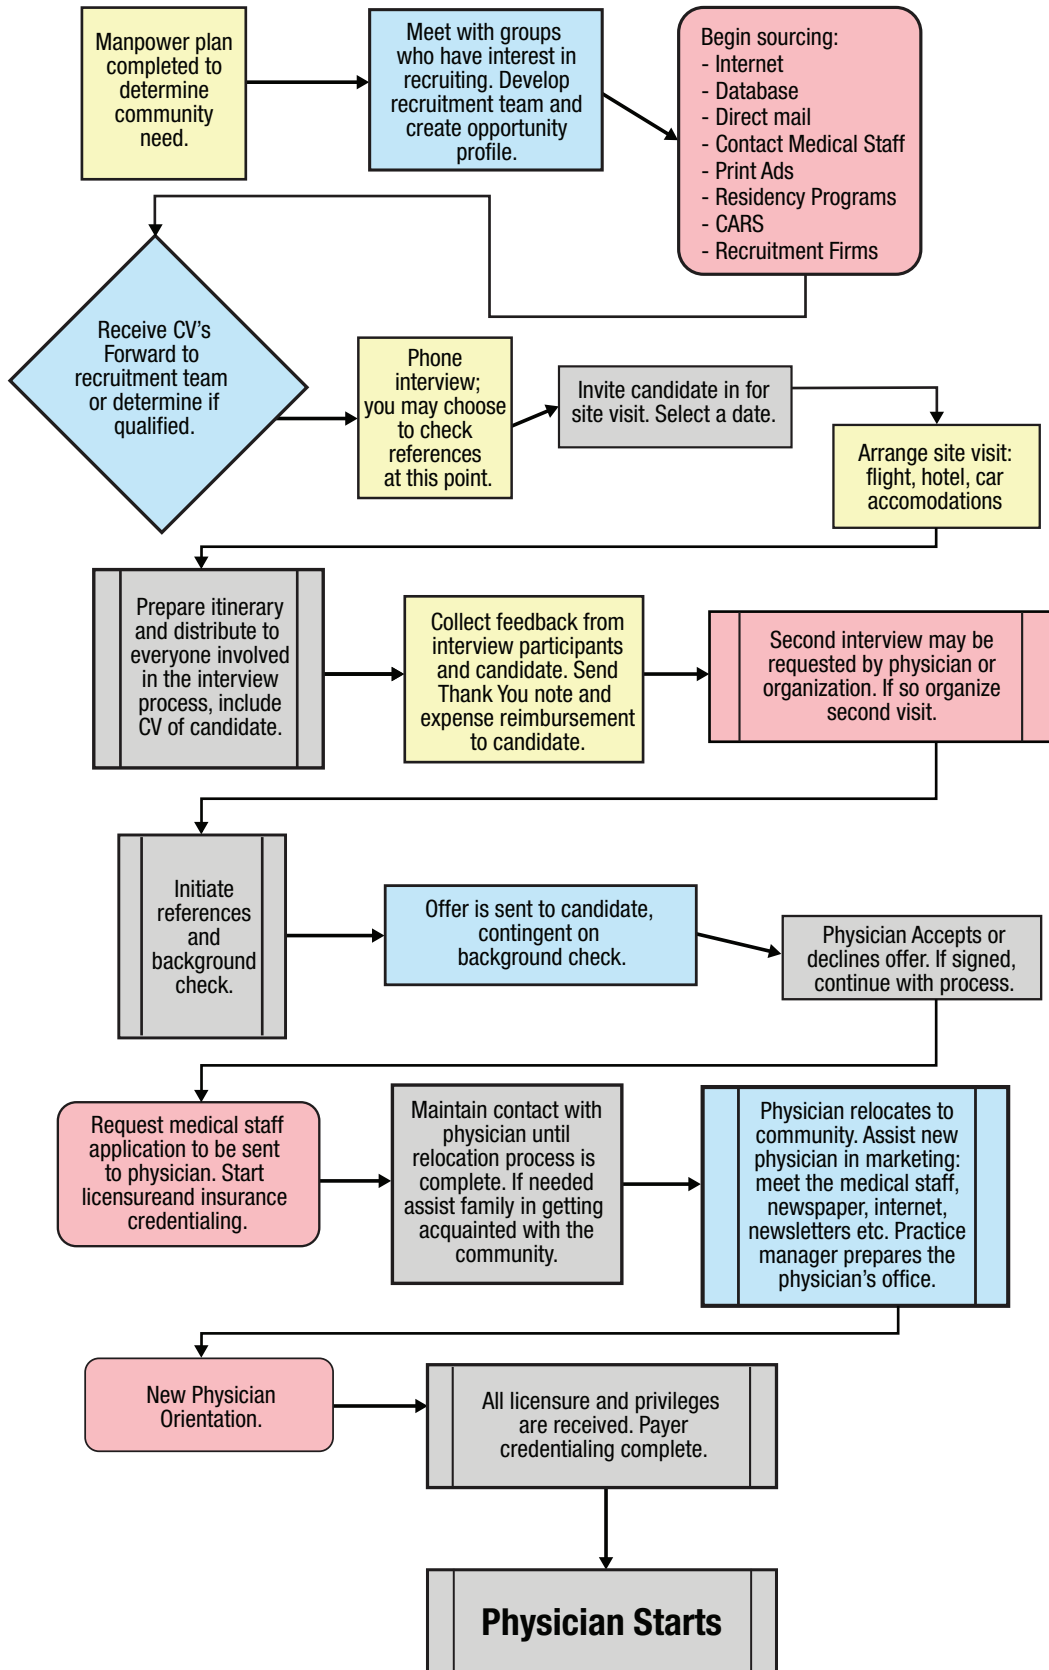 Manpower plan
completed to
determine
community
need.
Meet with groups
who have interest in
recruiting. Develop
recruitment team and
create opportunity
profile.
Begin sourcing:
- Internet
- Database
- Direct mail
- Contact Medical Staff
- Print Ads
- Residency Programs
- CARS
- Recruitment Firms
Receive CV's
Forward to
recruitment team
or determine if
qualified.
Phone
interview;
you may choose
to check
references
at this point.
Invite candidate in for
site visit. Select a date.
Arrange site visit:
flight, hotel, car
accomodations
Prepare itinerary
and distribute to
everyone involved
in the interview
process, include
CV of candidate.
Collect feedback from
interview participants
and candidate. Send
Thank You note and
expense reimbursement
to candidate.
Second interview may be
requested by physician or
organization. If so organize
second visit.
Initiate
references
and
background
check.
Offer is sent to candidate,
contingent on
background check.
Physician Accepts or
declines offer. If signed,
continue with process.
Request medical staff
application to be sent
to physician. Start
licensureand insurance
credentialing.
Maintain contact with
physician until
relocation process is
complete. If needed
assist family in getting
acquainted with the
community.
Physician relocates to
community. Assist new
physician in marketing:
meet the medical staff,
newspaper, internet,
newsletters etc. Practice
manager prepares the
physician's office.
New Physician
Orientation.
All licensure and privileges
are received. Payer
credentialing complete.
Physician Starts